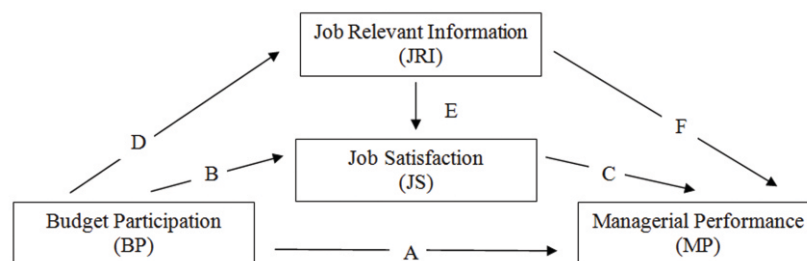 Job Relevant Information
(JRI)
D
E
F
Job Satisfaction
(JS)
B
C
Budget Participation
(BP)
A
Managerial Performance
(MP)